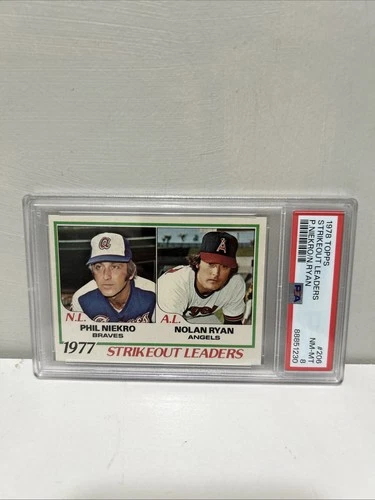 N.L.
PHIL NIEKRO
BRAVES
A.L.
NOLAN RYAN
ANGELS
1977 STRIKEOUT LEADERS
1978 TOPPS #206
STRIKEOUT LEADERS NM-MT
P.NIEKRO/N.RYAN 8
PSA 88851230